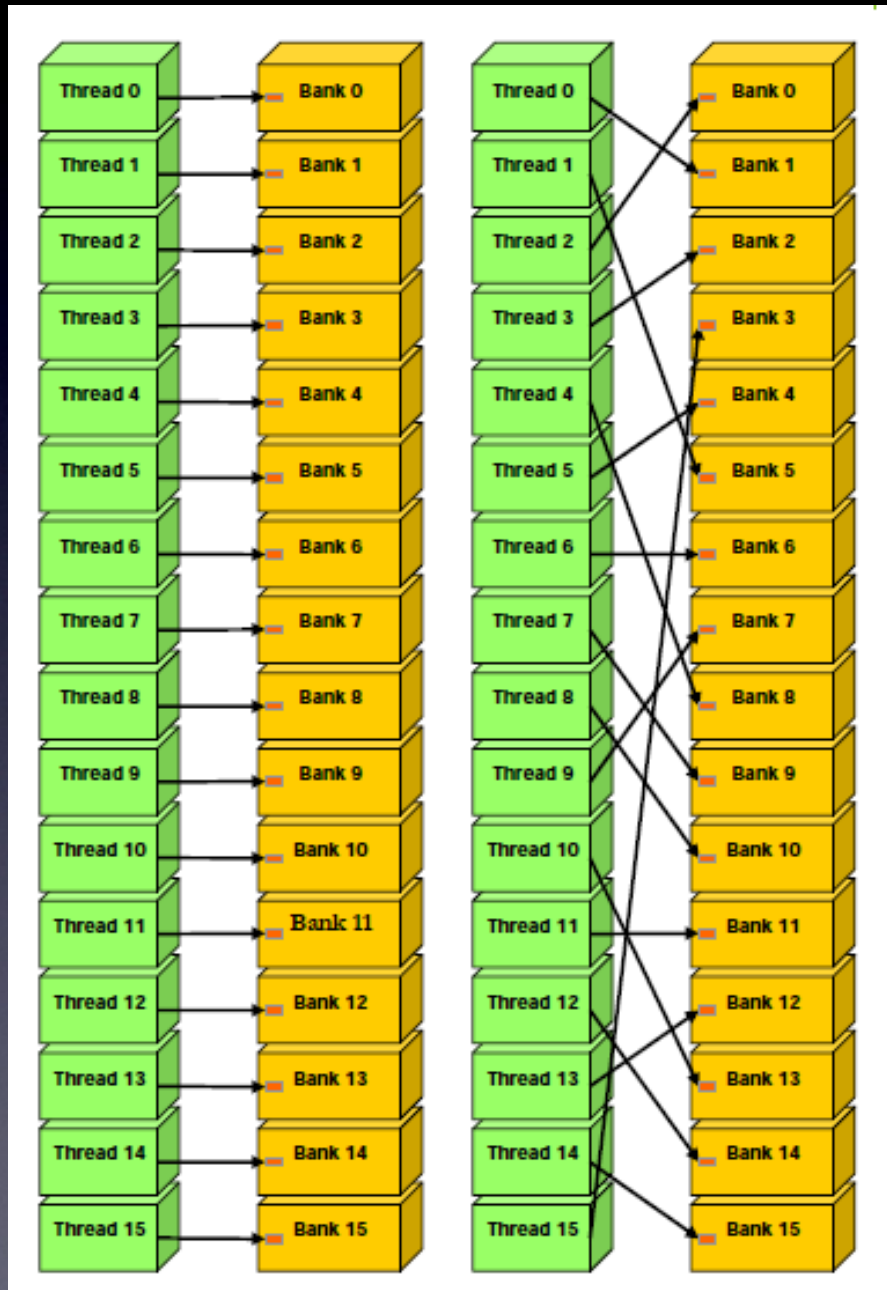 Thread 0 Bank 0 Thread 0 Bank 0
Thread 1 Bank 1 Thread 1 Bank 1
Thread 2 Bank 2 Thread 2 Bank 2
Thread 3 Bank 3 Thread 3 Bank 3
Thread 4 Bank 4 Thread 4 Bank 4
Thread 5 Bank 5 Thread 5 Bank 5
Thread 6 Bank 6 Thread 6 Bank 6
Thread 7 Bank 7 Thread 7 Bank 7
Thread 8 Bank 8 Thread 8 Bank 8
Thread 9 Bank 9 Thread 9 Bank 9
Thread 10 Bank 10 Thread 10 Bank 10
Thread 11 Bank 11 Thread 11 Bank 11
Thread 12 Bank 12 Thread 12 Bank 12
Thread 13 Bank 13 Thread 13 Bank 13
Thread 14 Bank 14 Thread 14 Bank 14
Thread 15 Bank 15 Thread 15 Bank 15